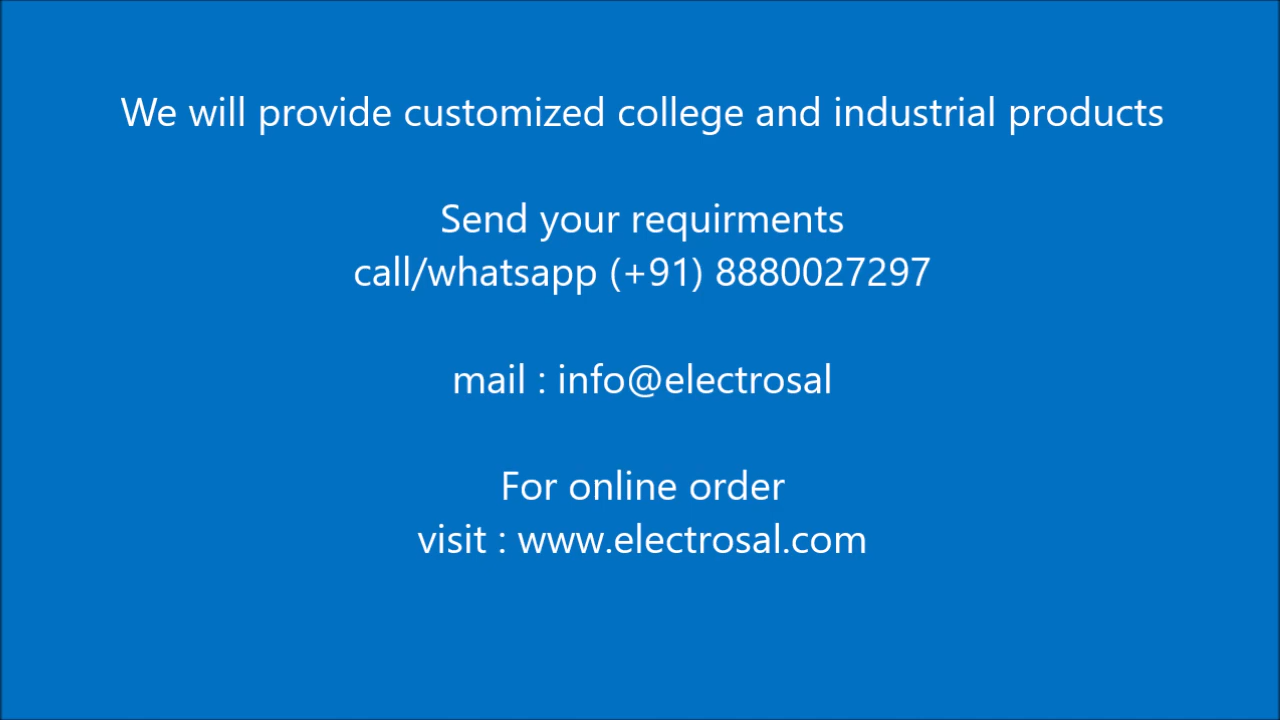 We will provide customized college and industrial products
Send your requirments
call/whatsapp (+91) 8880027297
mail : info@electrosal
For online order
visit : www.electrosal.com